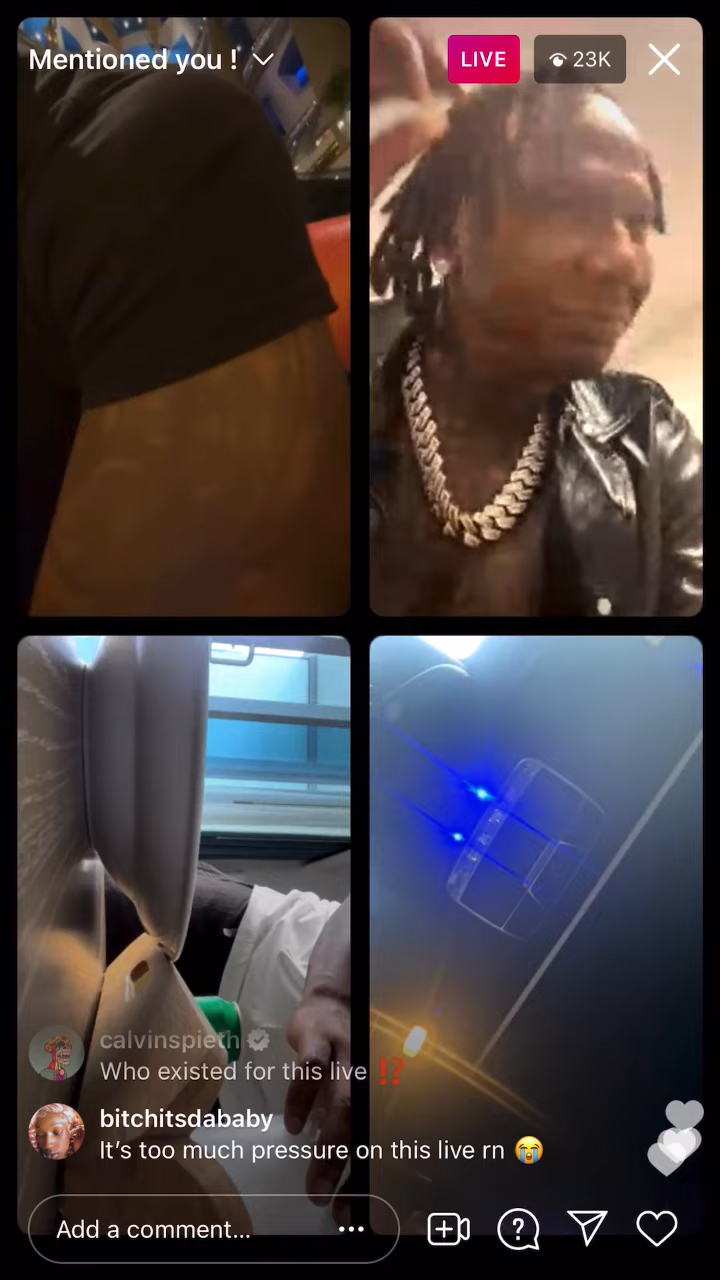 Mentioned you !
LIVE
23K
calvinspieth
Who existed for this live ⁉️
bitchitsdababy
It’s too much pressure on this live rn 😭
Add a comment...